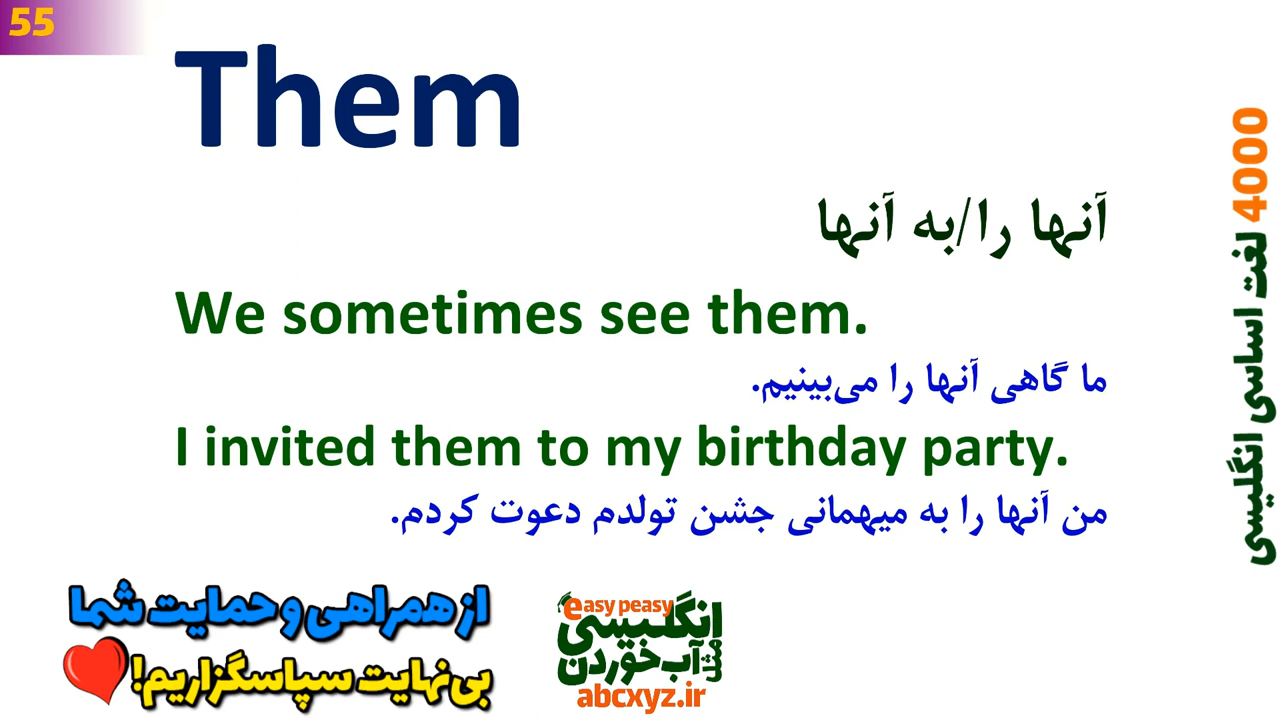 55
Them
آنها را/به آنها
We sometimes see them.
ما گاهی آنها را می‌بینیم.
I invited them to my birthday party.
من آنها را به میهمانی جشن تولدم دعوت کردم.
4000 لغت اساسی انگلیسی
از همراهی و حمایت شما
بی‌نهایت سپاسگزاریم!
easy peasy
انگلیسی
مثل آب خوردن
abcxyz.ir